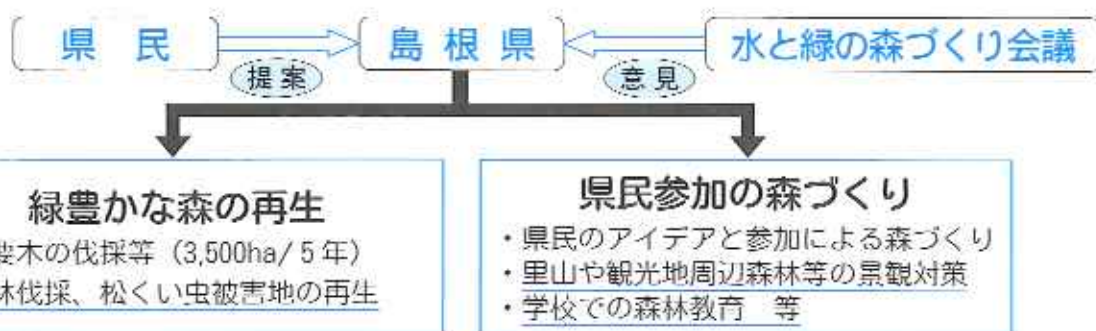 県民
島根県
水と緑の森づくり会議
提案
意見
緑豊かな森の再生
要木の伐採等（3,500ha/５年）
林伐採、松くい虫被害地の再生
県民参加の森づくり
・県民のアイデアと参加による森づくり
・里山や観光地周辺森林等の景観対策
・学校での森林教育　等